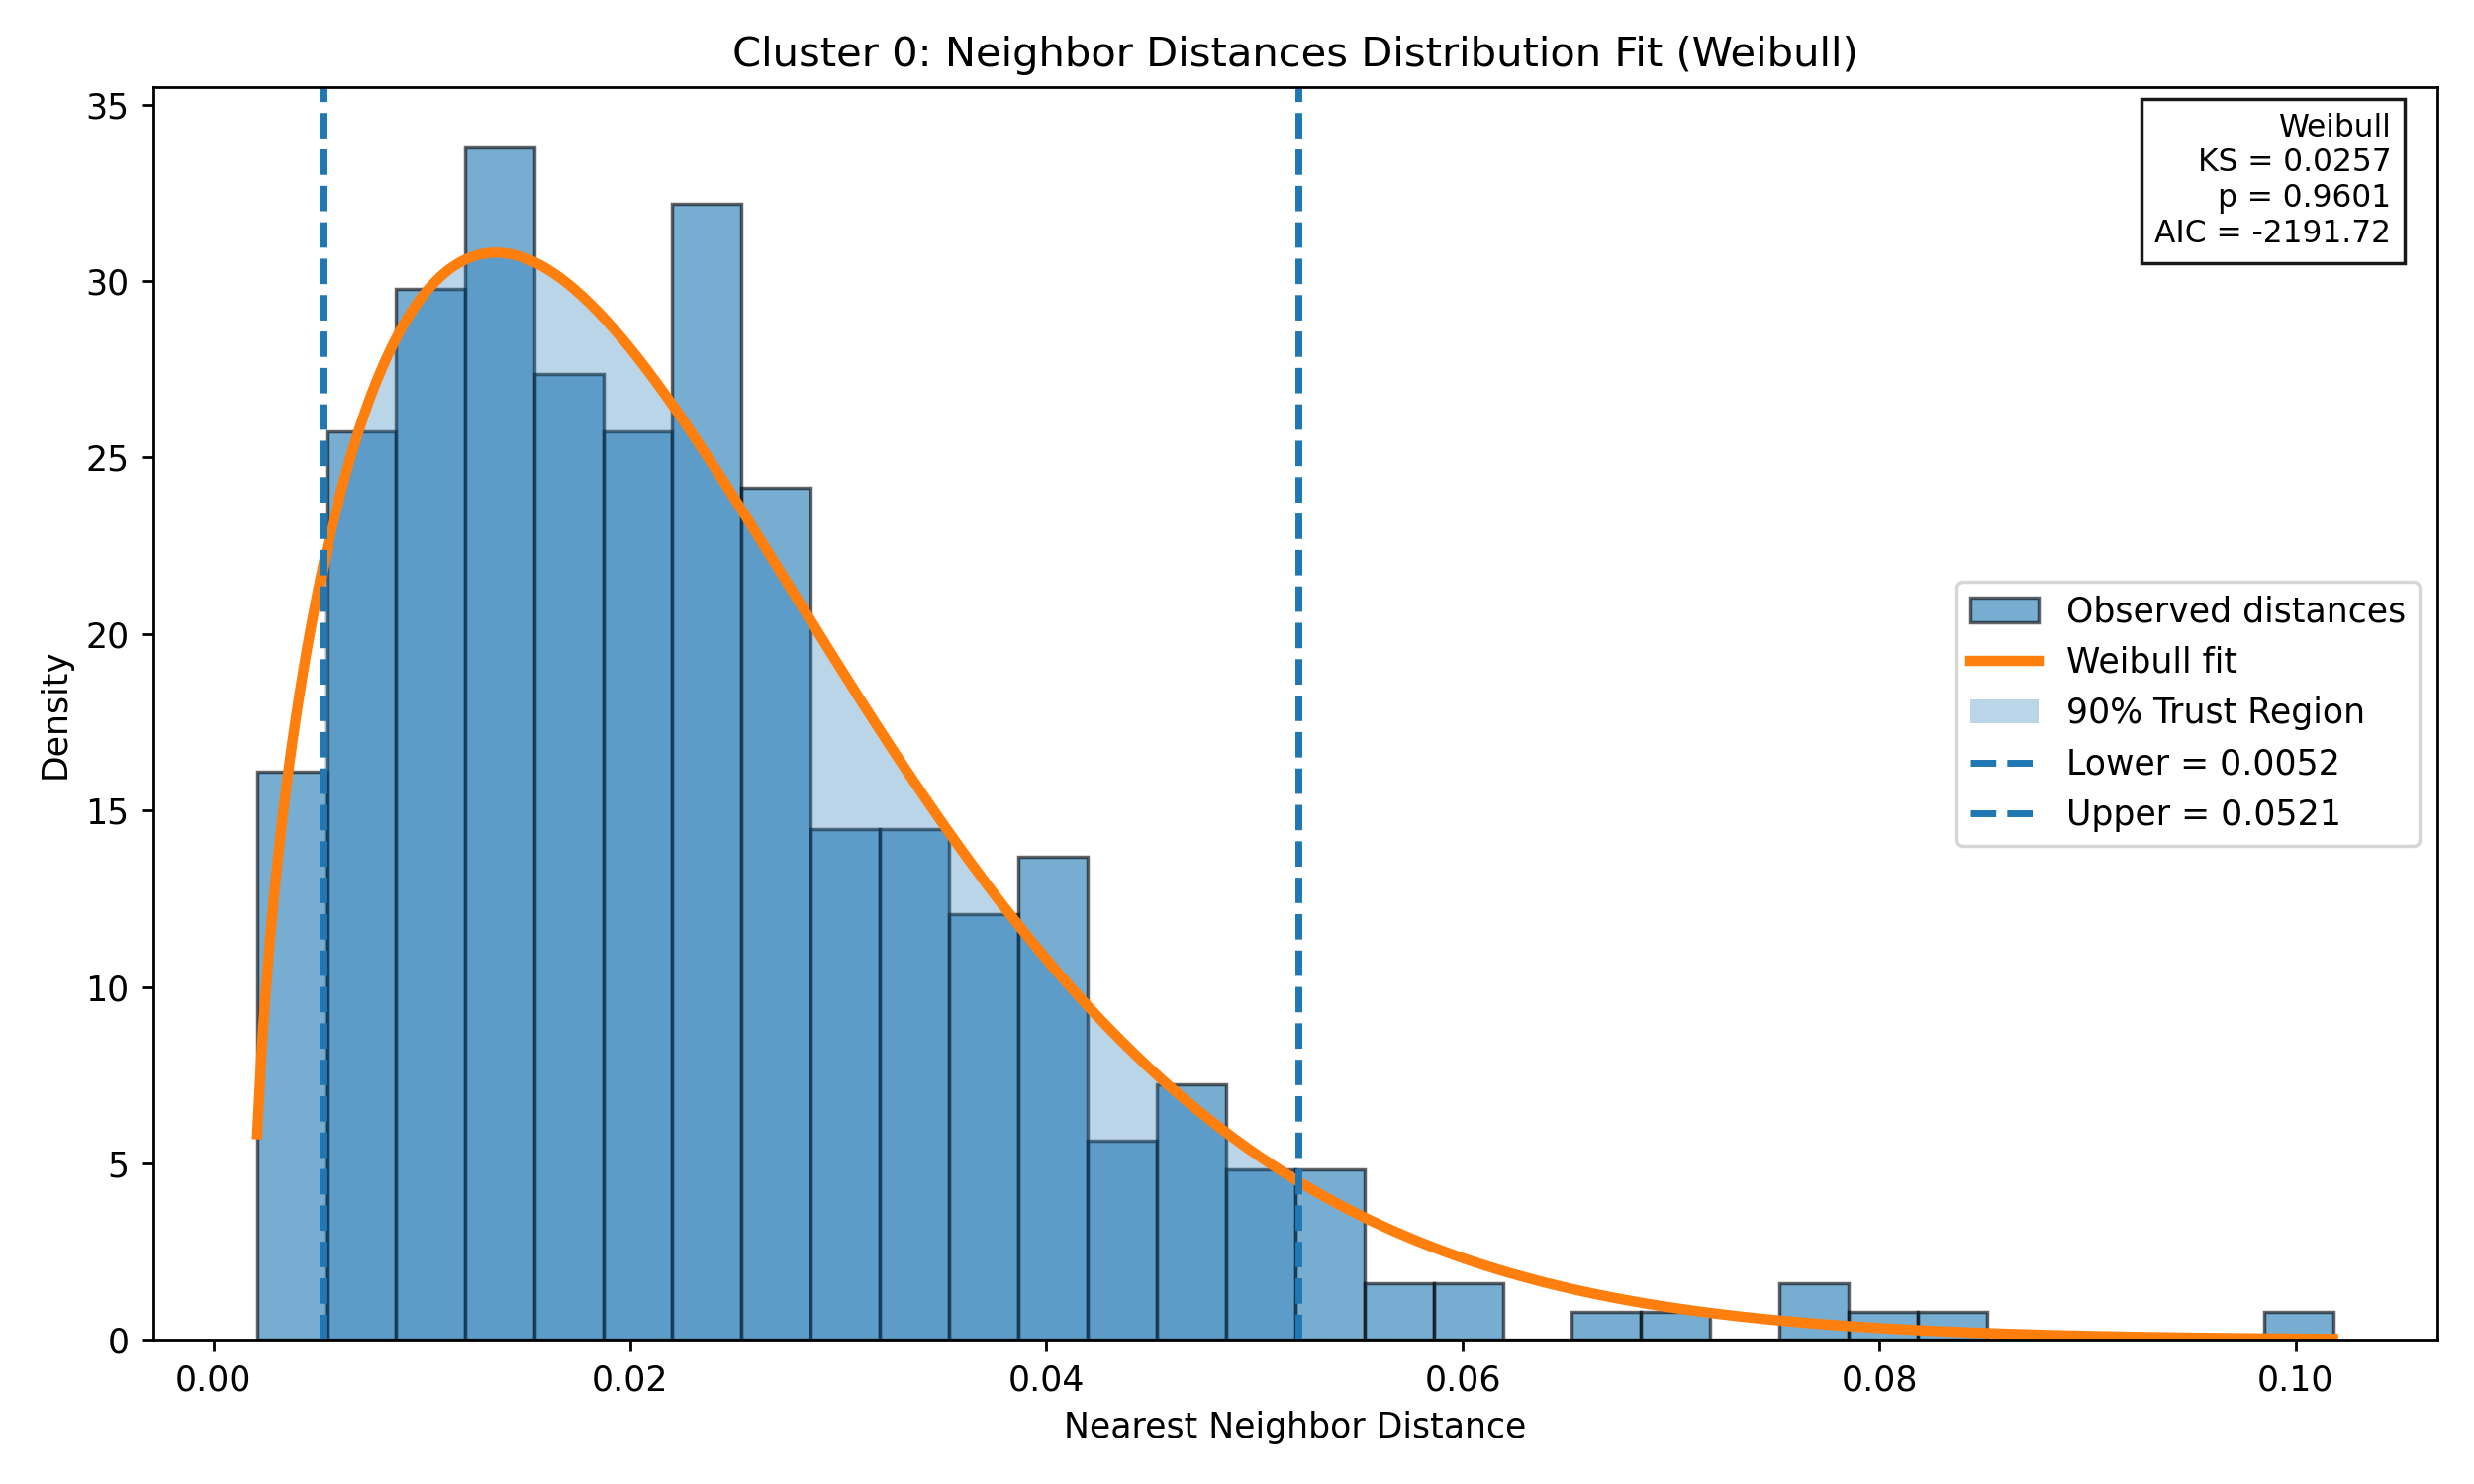 Cluster 0: Neighbor Distances Distribution Fit (Weibull)
35
30
25
20
15
10
5
0
Density
Weibull
KS = 0.0257
p = 0.9601
AIC = -2191.72
Observed distances
Weibull fit
90% Trust Region
Lower = 0.0052
Upper = 0.0521
0.00 0.02 0.04 0.06 0.08 0.10
Nearest Neighbor Distance